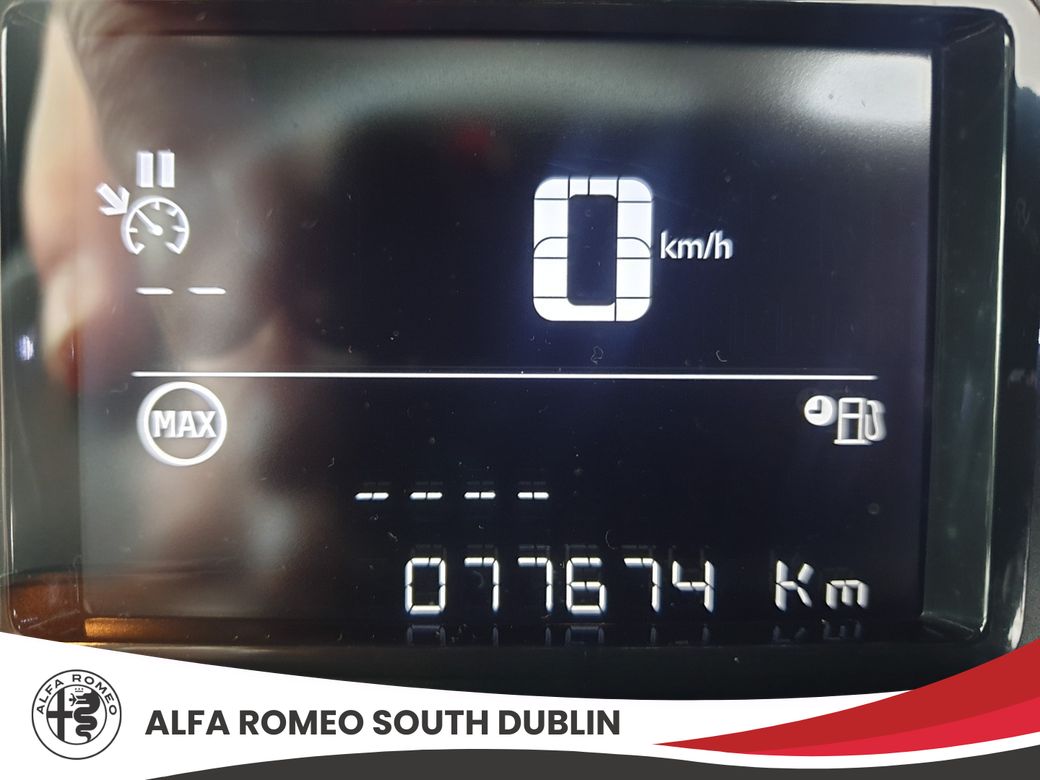 0 km/h
-- --
MAX
----
077674 Km
ALFA ROMEO
ALFA ROMEO SOUTH DUBLIN